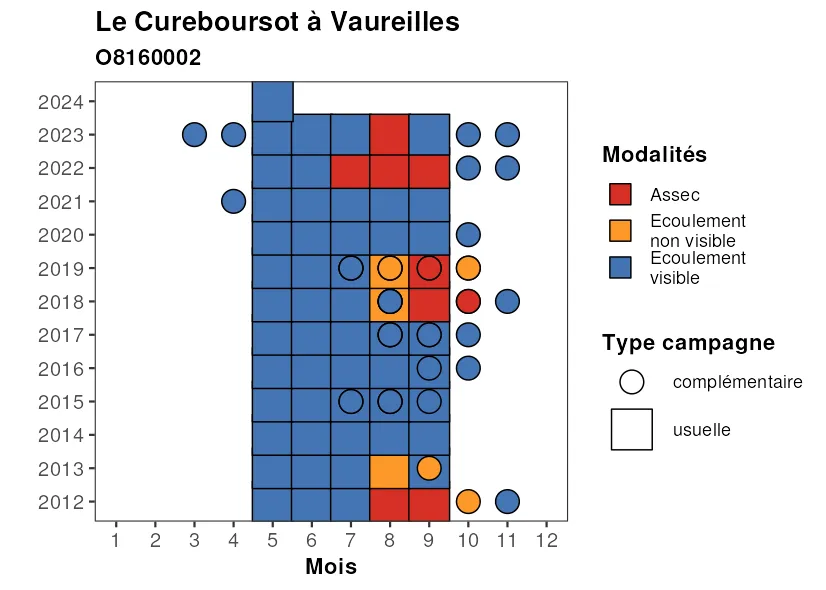 Le Cureboursot à Vaureilles
O8160002
2024
2023
2022
2021
2020
2019
2018
2017
2016
2015
2014
2013
2012
1 2 3 4 5 6 7 8 9 10 11 12
Mois
Modalités
Assec
Ecoulement
non visible
Ecoulement
visible
Type campagne
complémentaire
usuelle